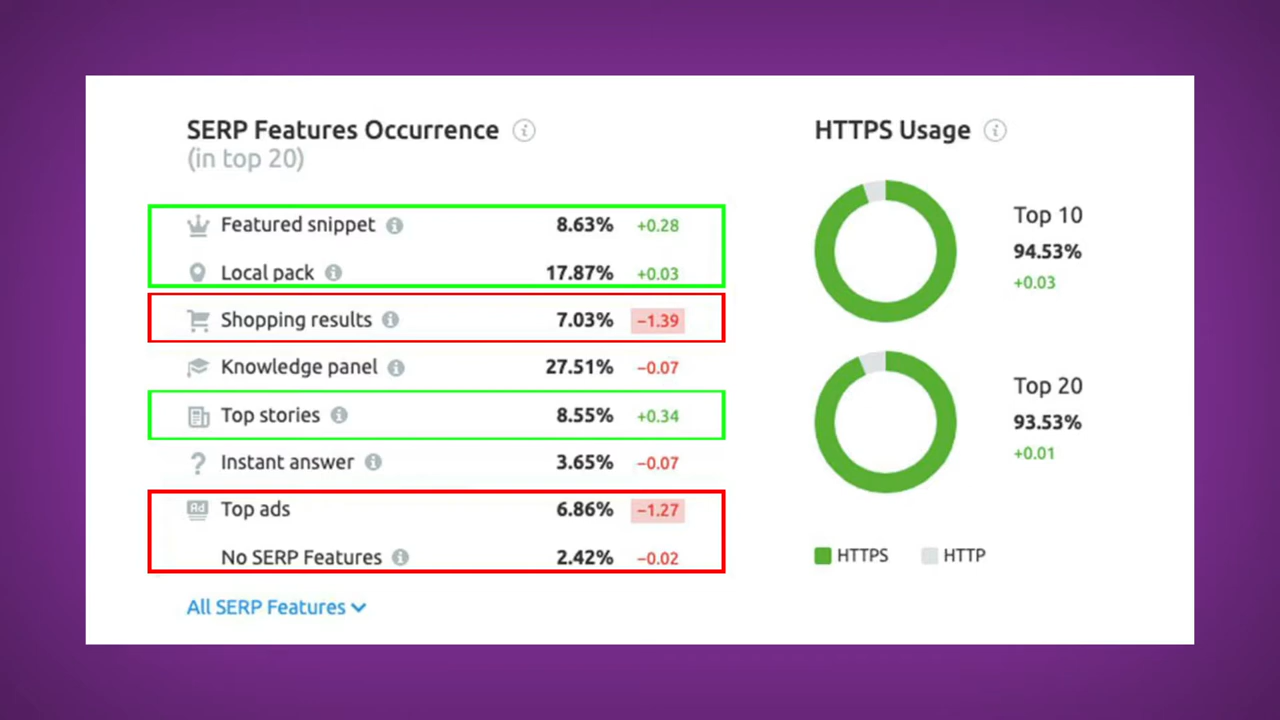 SERP Features Occurrence
(in top 20)
Featured snippet 8.63% +0.28
Local pack 17.87% +0.03
Shopping results 7.03% −1.39
Knowledge panel 27.51% −0.07
Top stories 8.55% +0.34
Instant answer 3.65% −0.07
Ad Top ads 6.86% −1.27
No SERP Features 2.42% −0.02
All SERP Features
HTTPS Usage
Top 10
94.53%
+0.03
Top 20
93.53%
+0.01
HTTPS HTTP